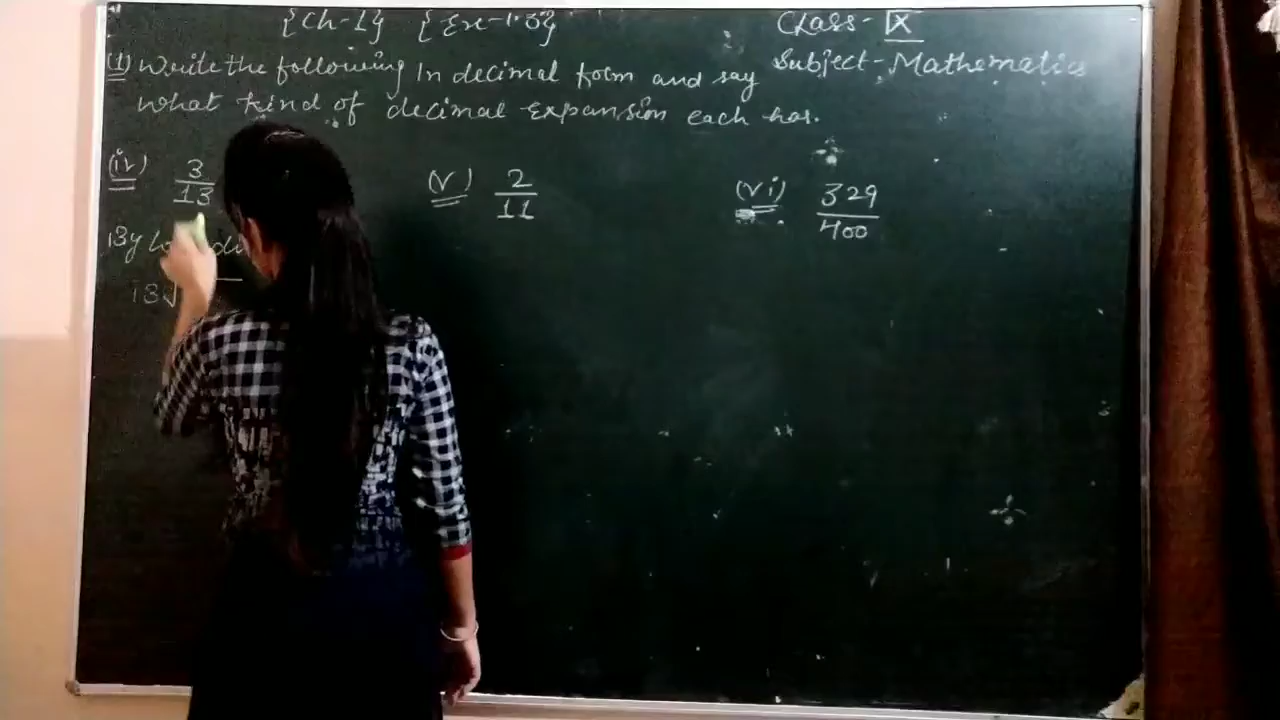 {Ch-1} {Ex-1.3} Class- IX
(1) Write the following In decimal form and say Subject- Mathematics
what kind of decimal expansion each has.
(iv) 3/13 (v) 2/11 (vi) 329/400
By
13√